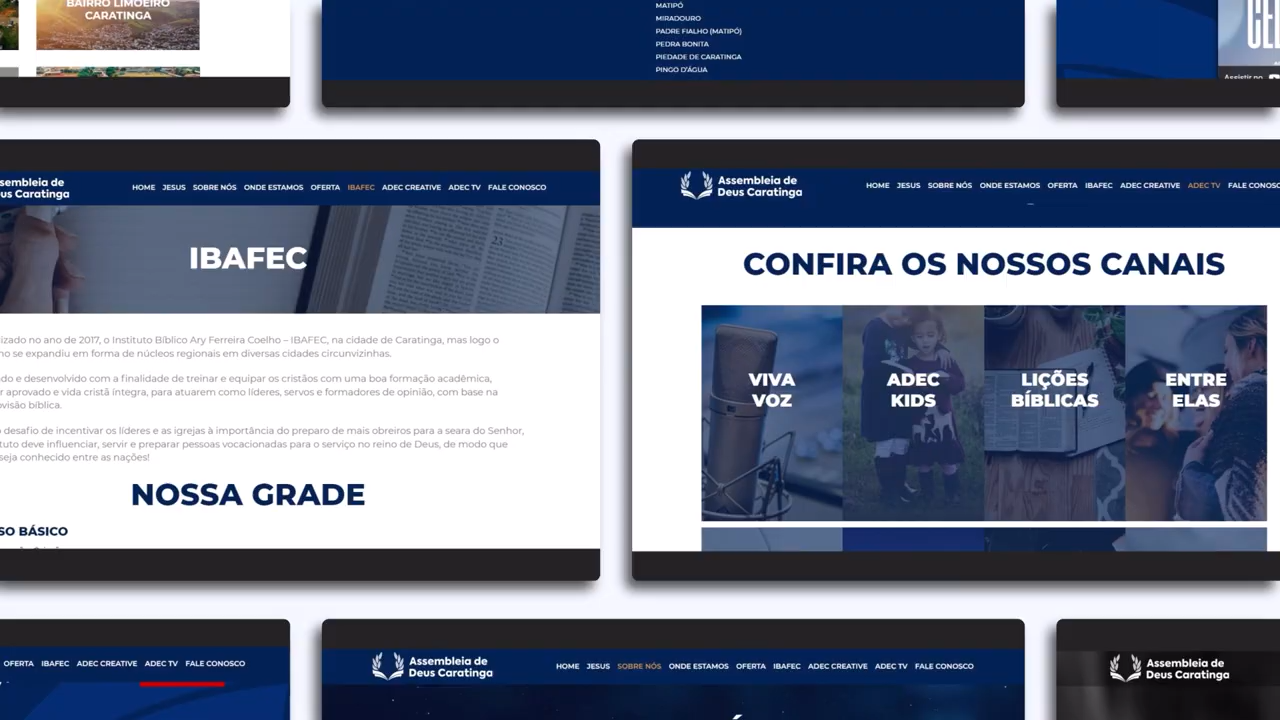 BAIRRO LIMOEIRO
CARATINGA
MATIPÓ
MIRADOURO
PADRE FIALHO (MATIPÓ)
PEDRA BONITA
PIEDADE DE CARATINGA
PINGO D'ÁGUA
CEL
Assistir no
sembleia de
us Caratinga
HOME JESUS SOBRE NÓS ONDE ESTAMOS OFERTA IBAFEC ADEC CREATIVE ADEC TV FALE CONOSCO
IBAFEC
izado no ano de 2017, o Instituto Bíblico Ary Ferreira Coelho – IBAFEC, na cidade de Caratinga, mas logo o
no se expandiu em forma de núcleos regionais em diversas cidades circunvizinhas.
do e desenvolvido com a finalidade de treinar e equipar os cristãos com uma boa formação acadêmica,
r aprovado e vida cristã íntegra, para atuarem como líderes, servos e formadores de opinião, com base na
ovisão bíblica.
o desafio de incentivar os líderes e as igrejas à importância do preparo de mais obreiros para a seara do Senhor,
tuto deve influenciar, servir e preparar pessoas vocacionadas para o serviço no reino de Deus, de modo que
seja conhecido entre as nações!
NOSSA GRADE
SO BÁSICO
Assembleia de
Deus Caratinga
HOME JESUS SOBRE NÓS ONDE ESTAMOS OFERTA IBAFEC ADEC CREATIVE ADEC TV FALE CONOSC
CONFIRA OS NOSSOS CANAIS
VIVA
VOZ
ADEC
KIDS
LIÇÕES
BÍBLICAS
ENTRE
ELAS
OFERTA IBAFEC ADEC CREATIVE ADEC TV FALE CONOSCO
Assembleia de
Deus Caratinga
HOME JESUS SOBRE NÓS ONDE ESTAMOS OFERTA IBAFEC ADEC CREATIVE ADEC TV FALE CONOSCO
Assembleia de
Deus Caratinga